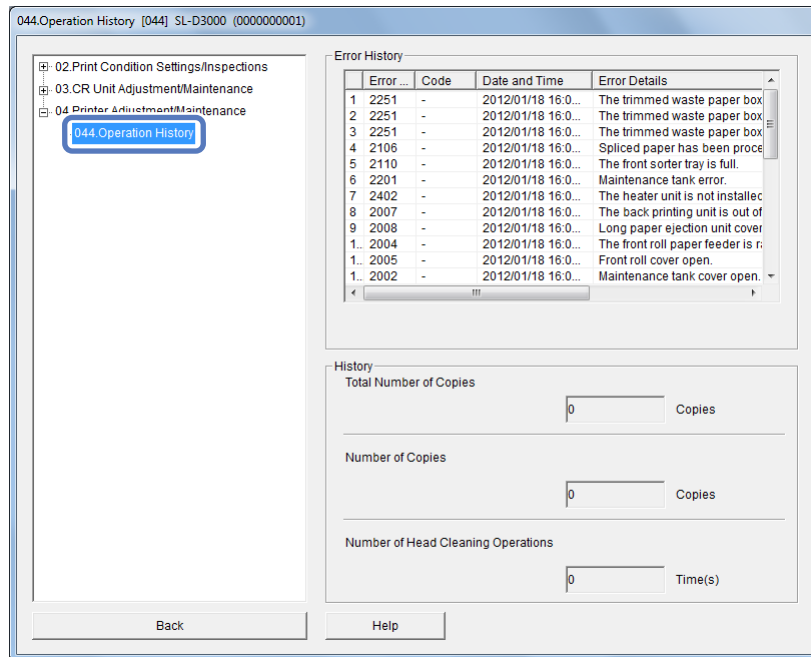 044.Operation History [044] SL-D3000 (0000000001)
02.Print Condition Settings/Inspections
03.CR Unit Adjustment/Maintenance
04.Printer Adjustment/Maintenance
044.Operation History
Error History
Error ... Code Date and Time Error Details
1 2251 - 2012/01/18 16:0... The trimmed waste paper box
2 2251 - 2012/01/18 16:0... The trimmed waste paper box
3 2251 - 2012/01/18 16:0... The trimmed waste paper box
4 2106 - 2012/01/18 16:0... Spliced paper has been proce
5 2110 - 2012/01/18 16:0... The front sorter tray is full.
6 2201 - 2012/01/18 16:0... Maintenance tank error.
7 2402 - 2012/01/18 16:0... The heater unit is not installed
8 2007 - 2012/01/18 16:0... The back printing unit is out of
9 2008 - 2012/01/18 16:0... Long paper ejection unit cover
1.. 2004 - 2012/01/18 16:0... The front roll paper feeder is
1.. 2005 - 2012/01/18 16:0... Front roll cover open.
1.. 2002 - 2012/01/18 16:0... Maintenance tank cover open.
History
Total Number of Copies
0 Copies
Number of Copies
0 Copies
Number of Head Cleaning Operations
0 Time(s)
Back Help